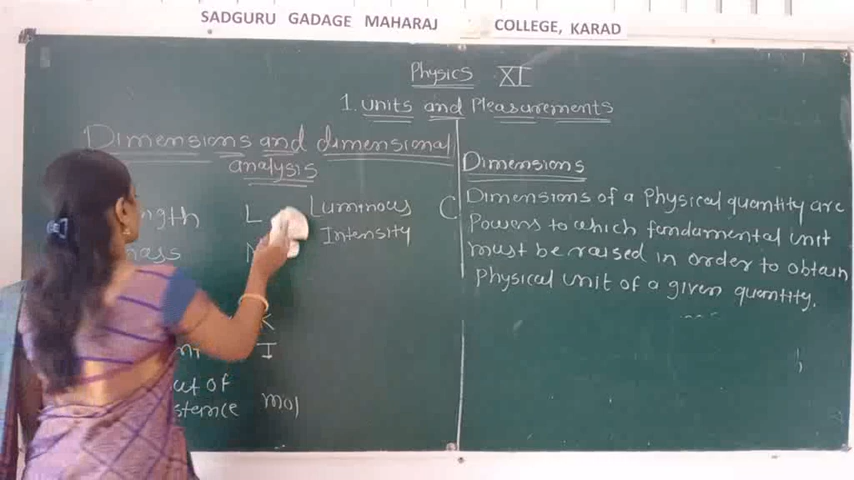 SADGURU GADAGE MAHARAJ COLLEGE, KARAD
Physics XI
1. Units and Measurements
Dimensions and dimensional
analysis
L
Luminous C
Intensity
K
I
mol
Dimensions
Dimensions of a Physical quantity are
Powers to which fundamental unit
must be raised in order to obtain
Physical unit of a given quantity.